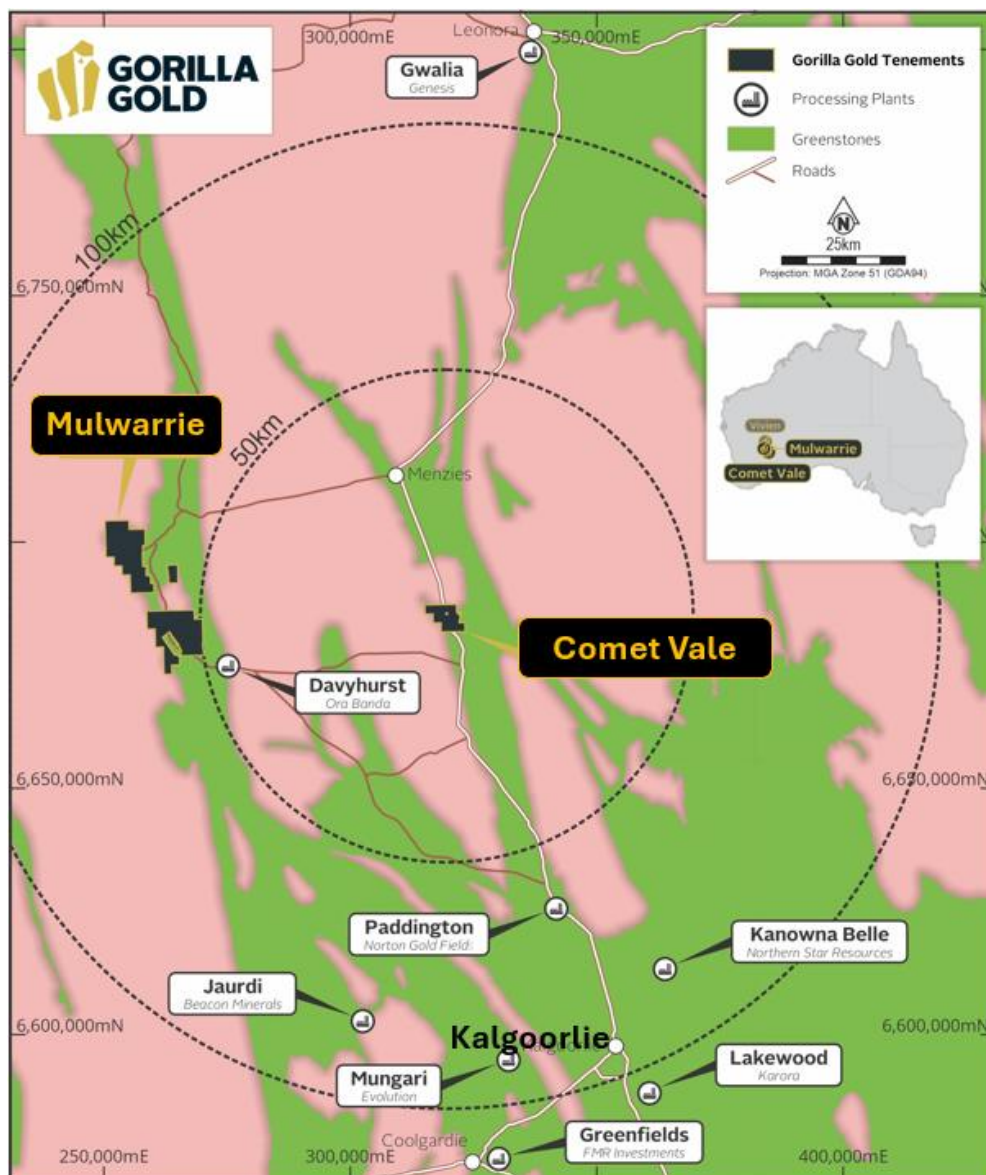 GORILLA
GOLD
300,000mE
350,000mE
Leonora
Gwalia
Genesis
Gorilla Gold Tenements
Processing Plants
Greenstones
Roads
N
25km
Projection: MGA Zone 51 (GDA94)
100km
6,750,000mN
Mulwarrie
50km
Menzies
Vivien
Mulwarrie
Comet Vale
Comet Vale
Davyhurst
Ora Banda
6,650,000mN
6,650,000mN
Paddington
Norton Gold Fields
Kanowna Belle
Northern Star Resources
Jaurdi
Beacon Minerals
6,600,000mN
6,600,000mN
Kalgoorlie
Mungari
Evolution
Lakewood
Karora
Coolgardie
Greenfields
FMR Investments
250,000mE
300,000mE
400,000mE